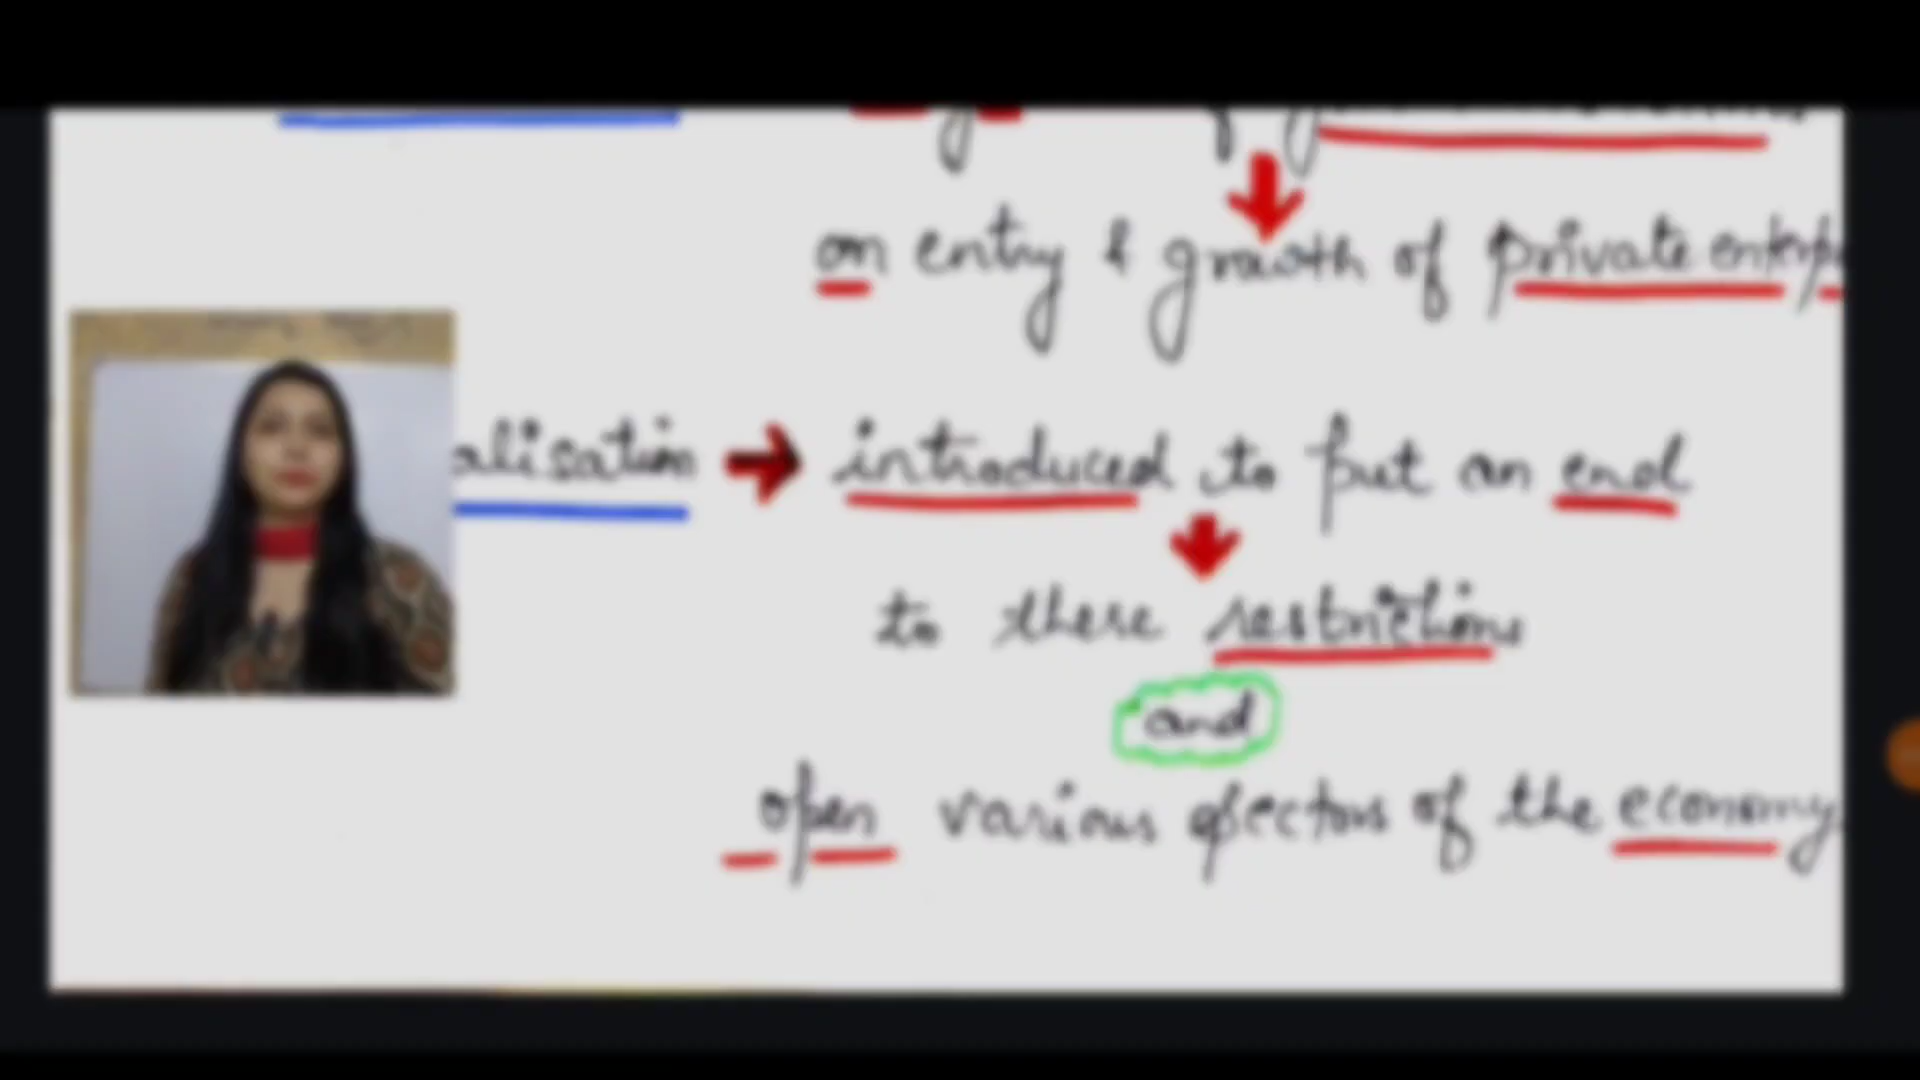 on entry & growth of private enterp
alisation → introduced to put an end
to these restrictions
and
open various sectors of the economy.